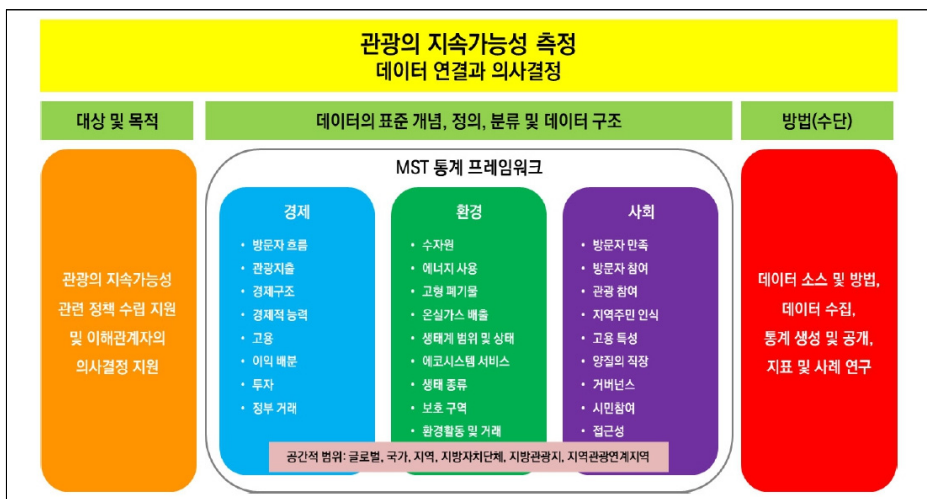 관광의 지속가능성 측정
데이터 연결과 의사결정
대상 및 목적
데이터의 표준 개념, 정의, 분류 및 데이터 구조
방법(수단)
관광의 지속가능성
관련 정책 수립 지원
및 이해관계자의
의사결정 지원
MST 통계 프레임워크
경제
• 방문자 흐름
• 관광지출
• 경제구조
• 경제적 능력
• 고용
• 이익 배분
• 투자
• 정부 거래
환경
• 수자원
• 에너지 사용
• 고형 폐기물
• 온실가스 배출
• 생태계 범위 및 상태
• 에코시스템 서비스
• 생태 종류
• 보호 구역
• 환경활동 및 거래
사회
• 방문자 만족
• 방문자 참여
• 관광 참여
• 지역주민 인식
• 고용 특성
• 양질의 직장
• 거버넌스
• 시민참여
• 접근성
공간적 범위: 글로벌, 국가, 지역, 지방자치단체, 지방관광지, 지역관광연계지역
데이터 소스 및 방법,
데이터 수집,
통계 생성 및 공개,
지표 및 사례 연구